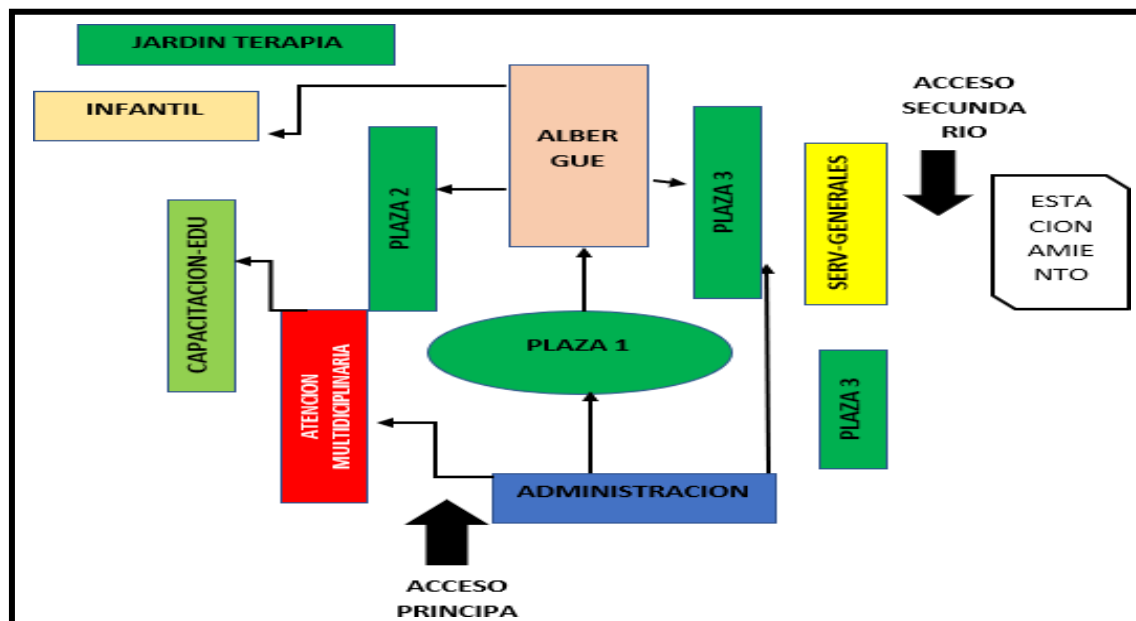 JARDIN TERAPIA
INFANTIL
ALBER
GUE
ACCESO
SECUNDA
RIO
PLAZA 2
PLAZA 3
SERV-GENERALES
ESTA
CION
AMIE
NTO
CAPACITACION-EDU
ATENCION
MULTIDICIPLINARIA
PLAZA 1
PLAZA 3
ADMINISTRACION
ACCESO
PRINCIPA